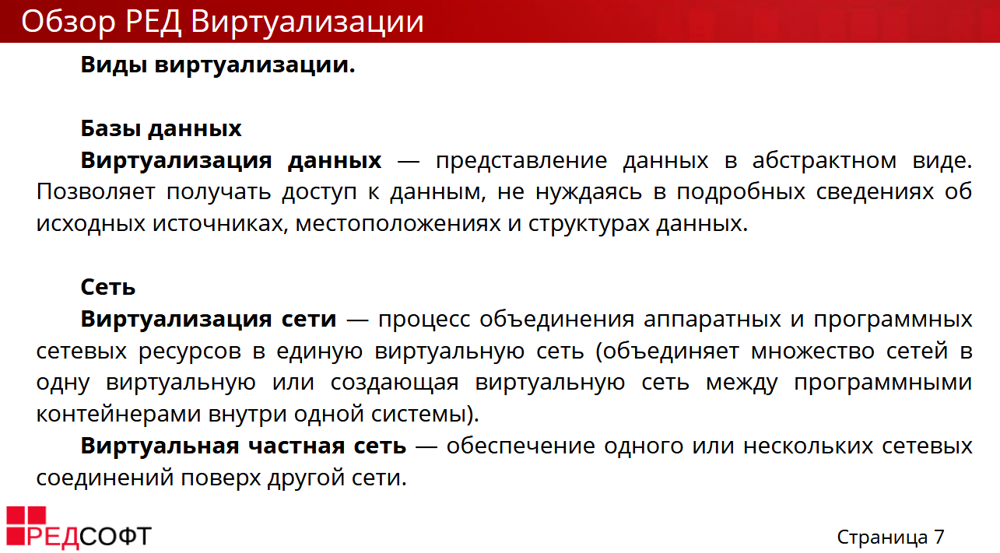 Обзор РЕД Виртуализации
Виды виртуализации.
Базы данных
Виртуализация данных — представление данных в абстрактном виде.
Позволяет получать доступ к данным, не нуждаясь в подробных сведениях об
исходных источниках, местоположениях и структурах данных.
Сеть
Виртуализация сети — процесс объединения аппаратных и программных
сетевых ресурсов в единую виртуальную сеть (объединяет множество сетей в
одну виртуальную или создающая виртуальную сеть между программными
контейнерами внутри одной системы).
Виртуальная частная сеть — обеспечение одного или нескольких сетевых
соединений поверх другой сети.
РЕДСОФТ
Страница 7